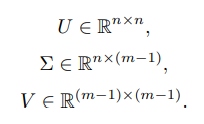 U ∈ ℝ^{n×n},
Σ ∈ ℝ^{n×(m−1)},
V ∈ ℝ^{(m−1)×(m−1)}.